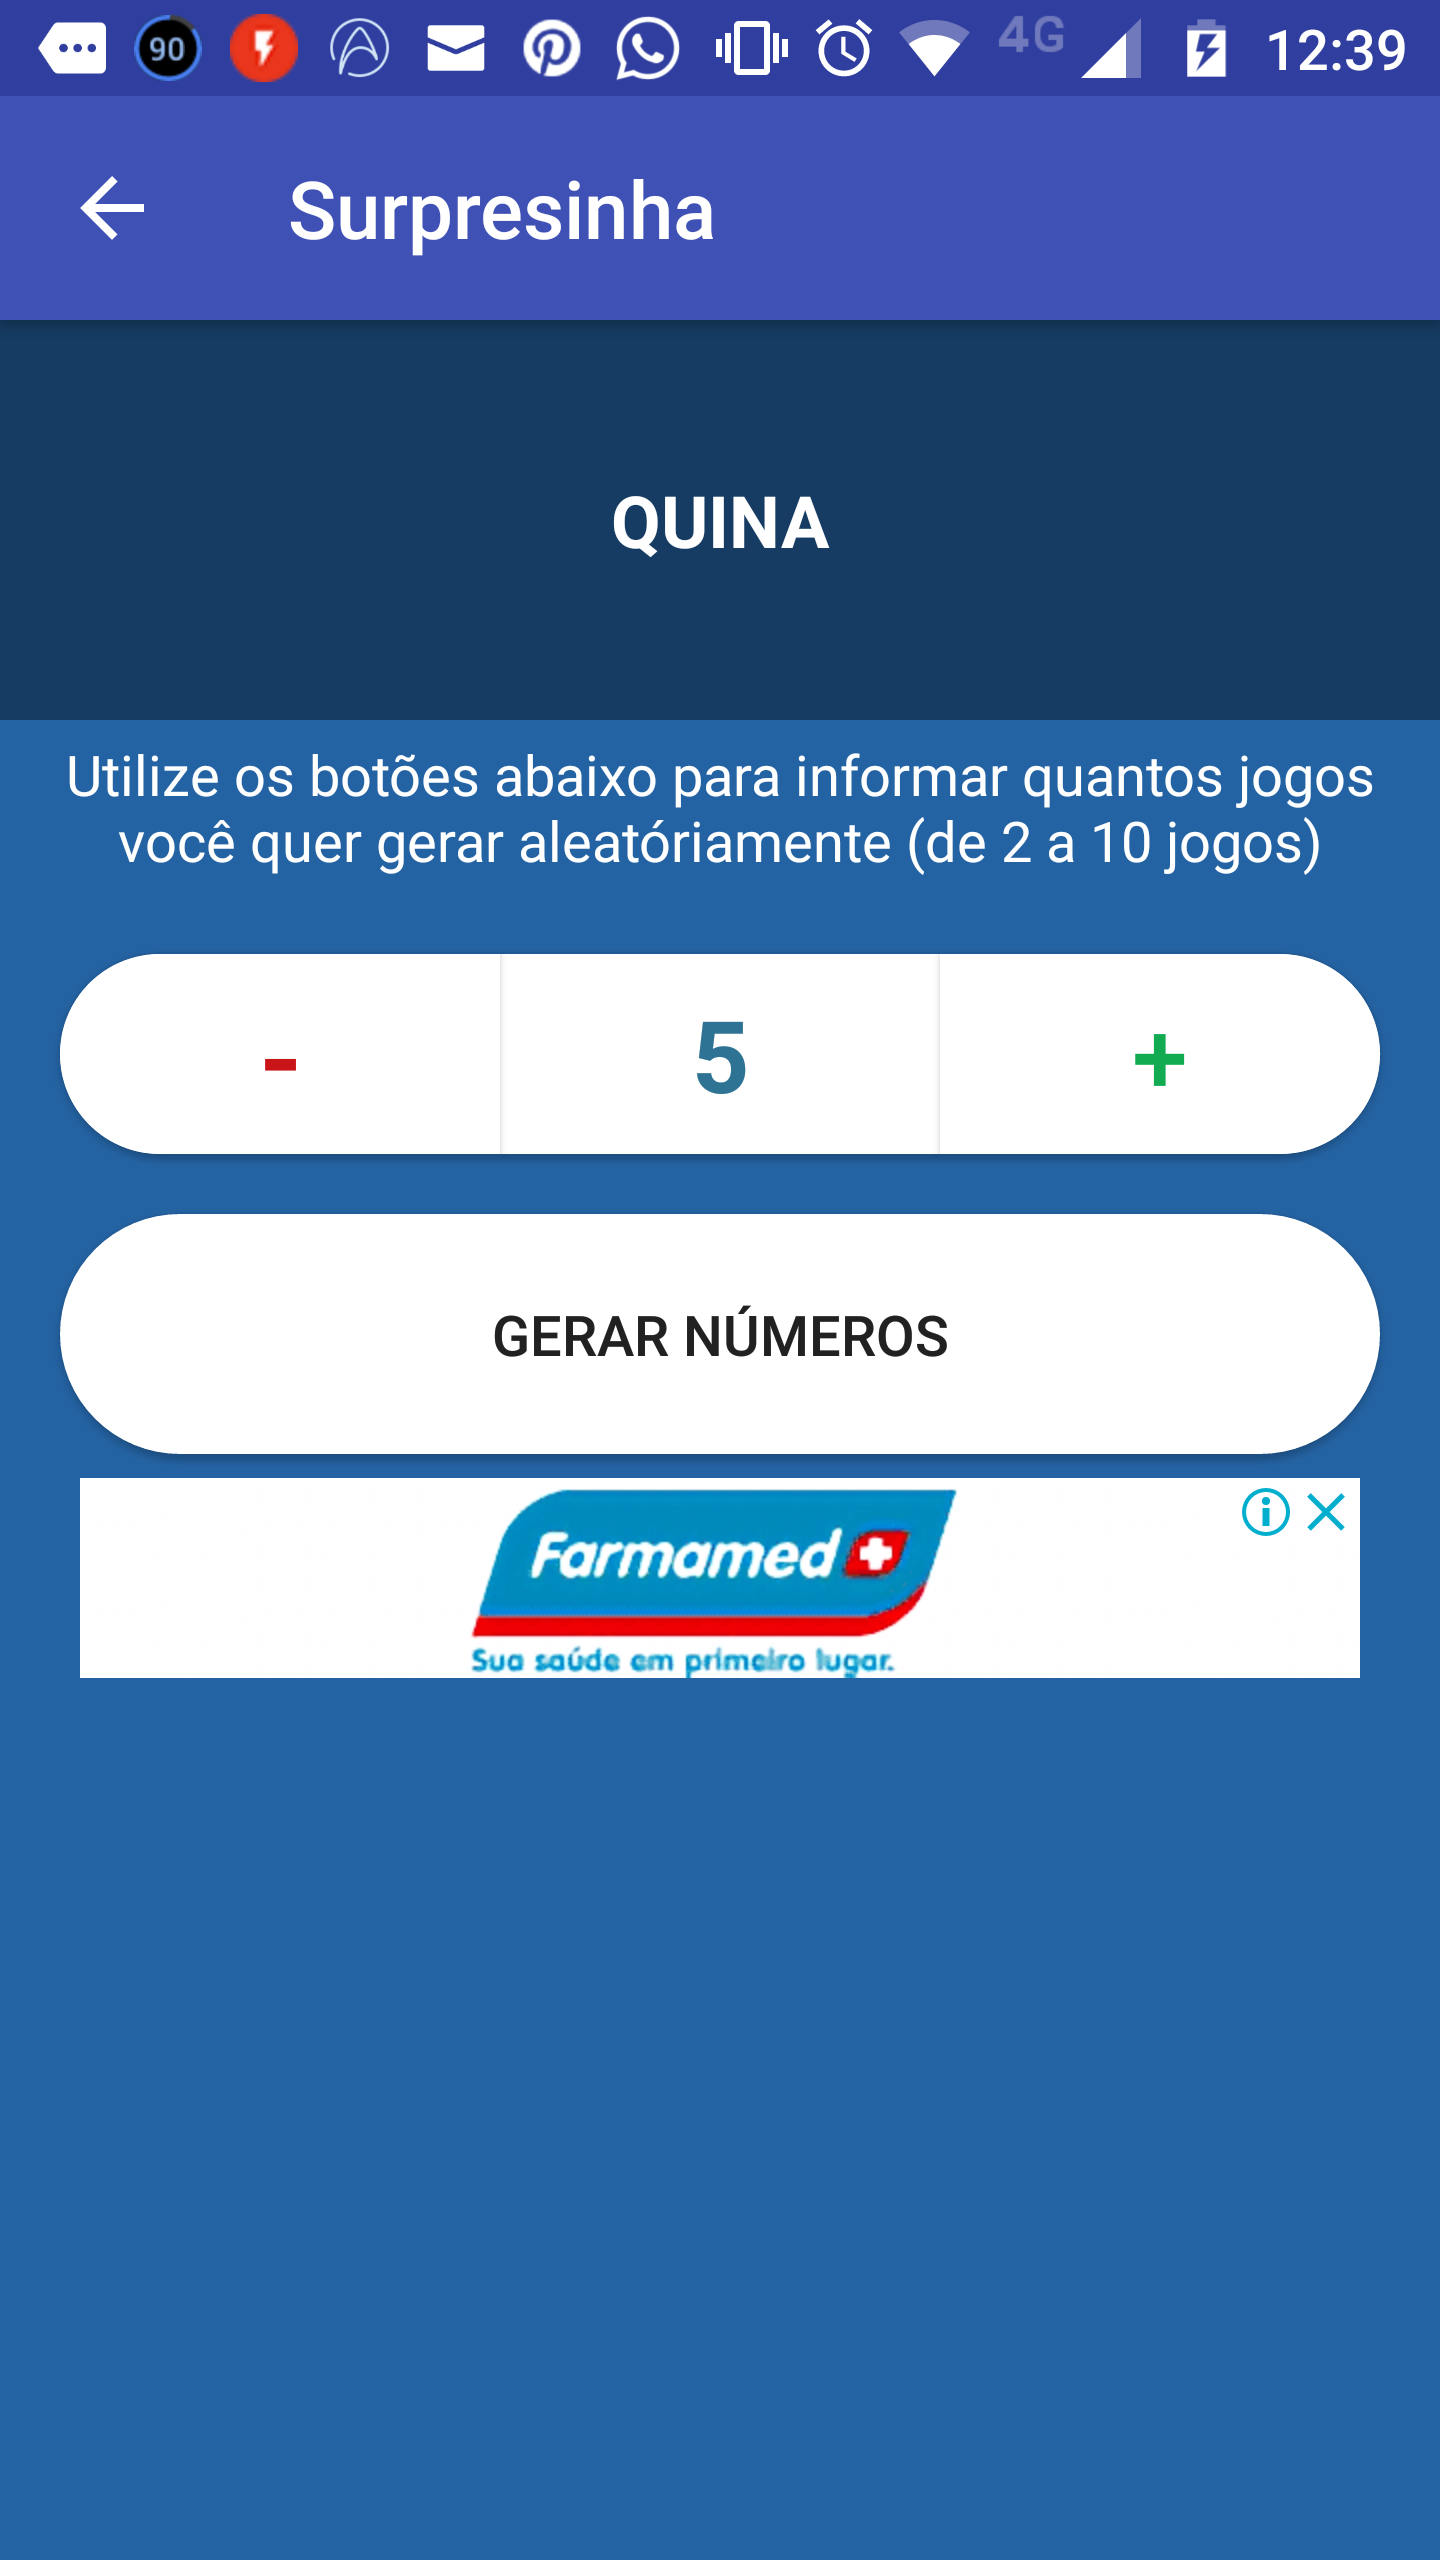 90
4G
12:39
Surpresinha
QUINA
Utilize os botões abaixo para informar quantos jogos
você quer gerar aleatóriamente (de 2 a 10 jogos)
- 5 +
GERAR NÚMEROS
Farmamed
Sua saúde em primeiro lugar.